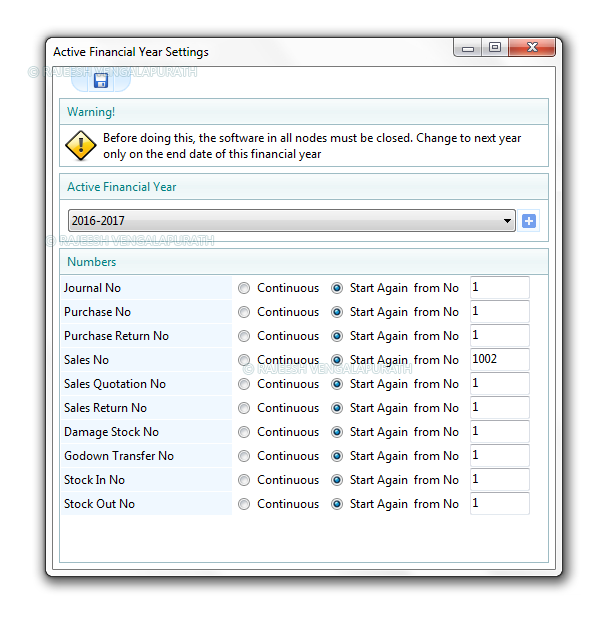 Active Financial Year Settings
© RAJEESH VENGALAPURATH
Warning!
Before doing this, the software in all nodes must be closed. Change to next year
only on the end date of this financial year
Active Financial Year
2016-2017
© RAJEESH VENGALAPURATH
Numbers
Journal No Continuous Start Again from No 1
Purchase No Continuous Start Again from No 1
Purchase Return No Continuous Start Again from No 1
Sales No Continuous Start Again from No 1002
© RAJEESH VENGALAPURATH
Sales Quotation No Continuous Start Again from No 1
Sales Return No Continuous Start Again from No 1
Damage Stock No Continuous Start Again from No 1
Godown Transfer No Continuous Start Again from No 1
Stock In No Continuous Start Again from No 1
Stock Out No Continuous Start Again from No 1